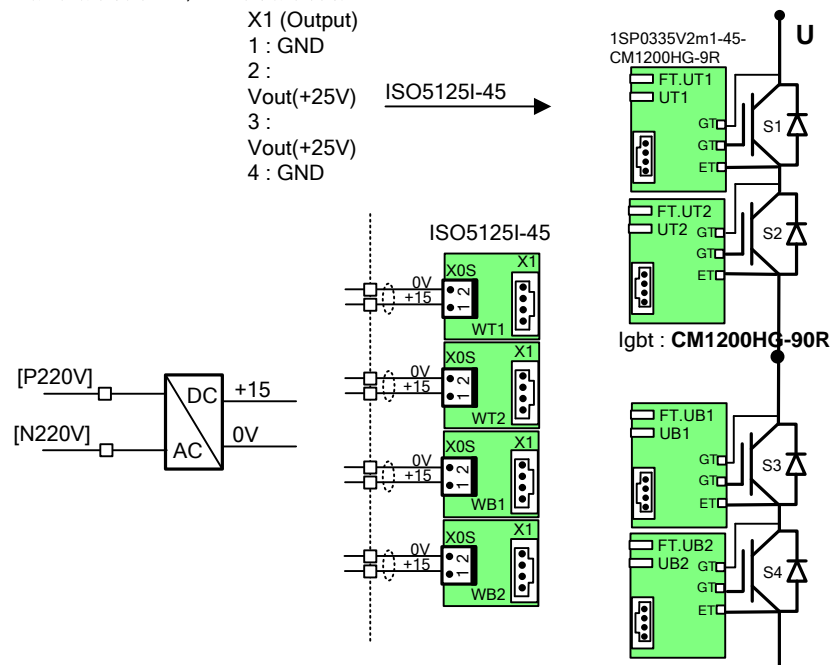 X1 (Output)
1 : GND
2 :
Vout(+25V)
3 :
Vout(+25V)
4 : GND
ISO5125I-45
1SP0335V2m1-45-
CM1200HG-9R
U
FT.UT1
UT1
GT
GT
ET
S1
FT.UT2
UT2
GT
GT
ET
S2
Igbt : CM1200HG-90R
FT.UB1
UB1
GT
GT
ET
S3
FT.UB2
UB2
GT
GT
ET
S4
ISO5125I-45
0V
+15
X0S
X1
1 2
WT1
0V
+15
X0S
X1
1 2
WT2
0V
+15
X0S
X1
1 2
WB1
0V
+15
X0S
X1
1 2
WB2
[P220V]
[N220V]
DC
AC
+15
0V